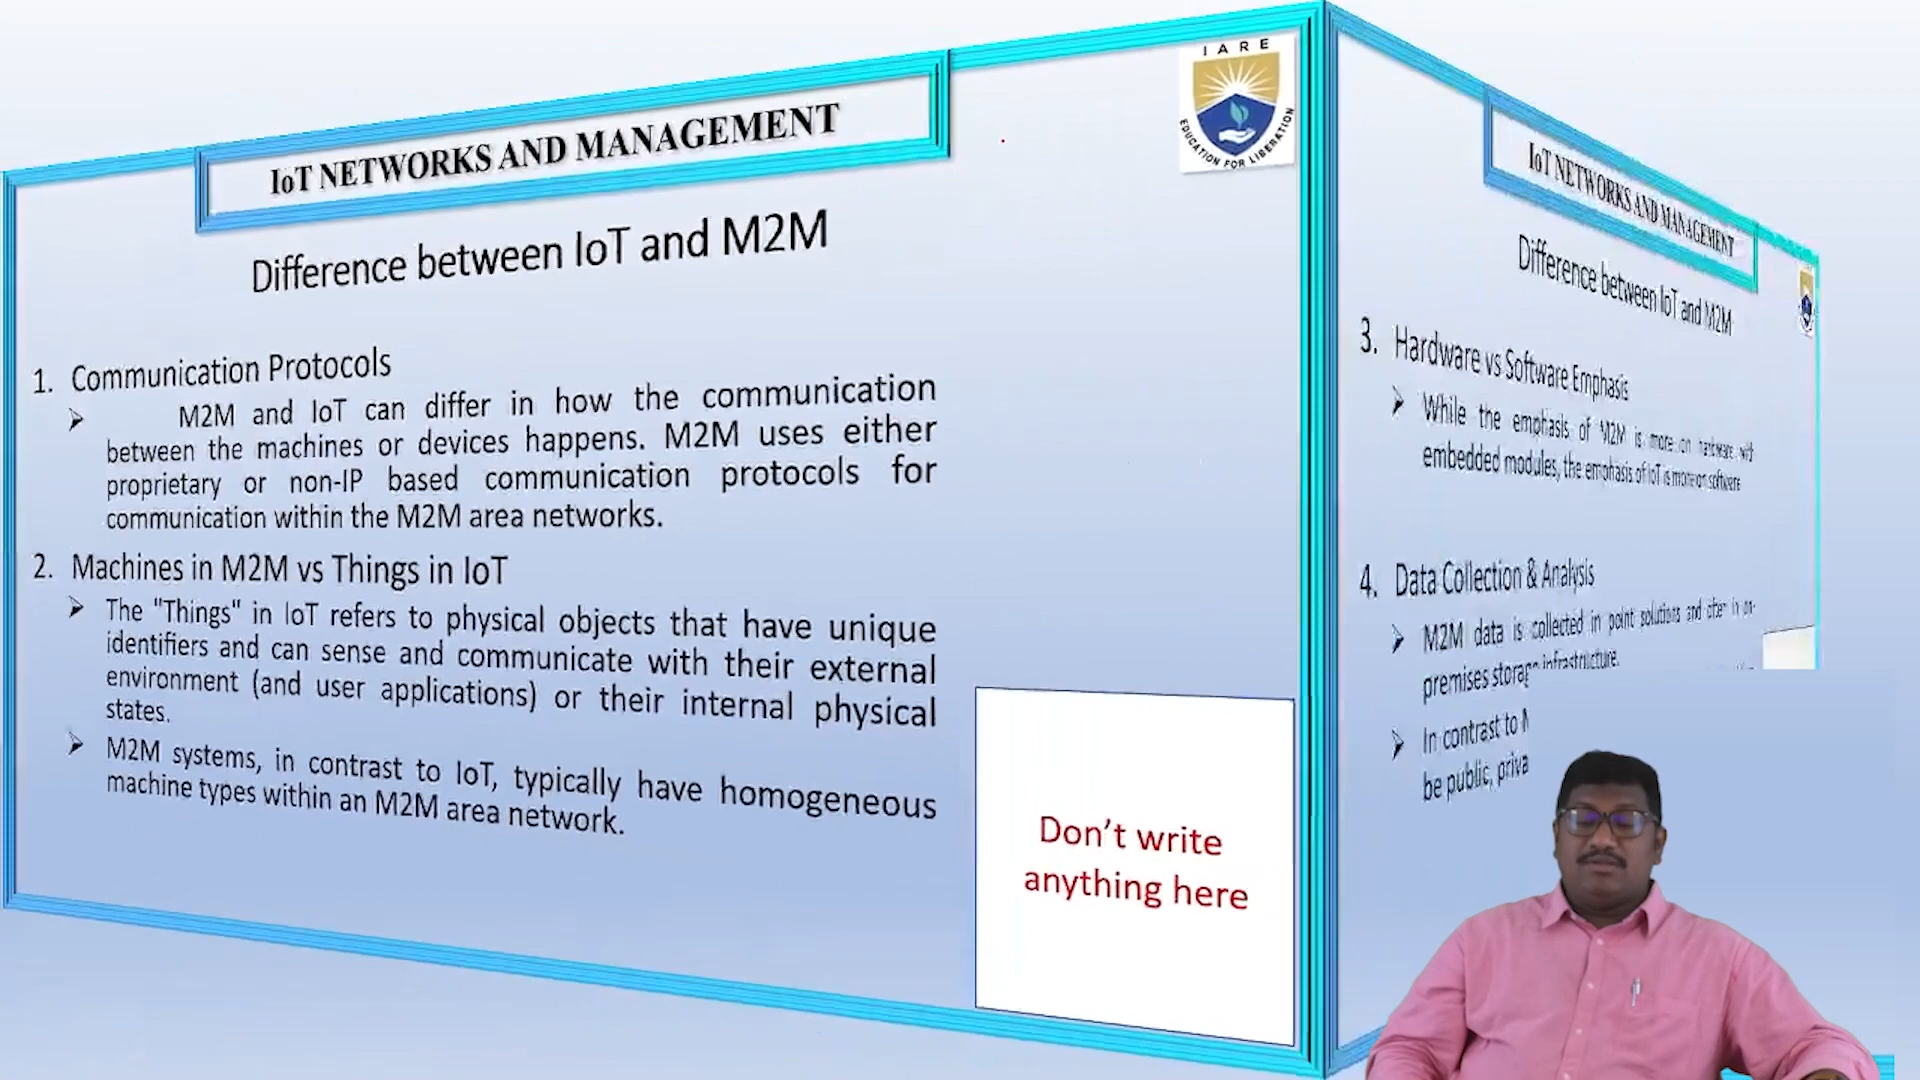 IARE
EDUCATION FOR LIBERATION
IoT NETWORKS AND MANAGEMENT
Difference between IoT and M2M
1. Communication Protocols
➢ M2M and IoT can differ in how the communication
between the machines or devices happens. M2M uses either
proprietary or non-IP based communication protocols for
communication within the M2M area networks.
2. Machines in M2M vs Things in IoT
➢ The "Things" in IoT refers to physical objects that have unique
identifiers and can sense and communicate with their external
environment (and user applications) or their internal physical
states.
➢ M2M systems, in contrast to IoT, typically have homogeneous
machine types within an M2M area network.
Don't write
anything here
IoT NETWORKS AND MANAGEMENT
Difference between IoT and M2M
3. Hardware vs Software Emphasis
➢ While the emphasis of M2M is more on hardware with
embedded modules, the emphasis of IoT is more on software
4. Data Collection & Analysis
➢ M2M data is collected in point solutions and often in on-
premises storage infrastructure.
➢ In contrast to
be public, priva